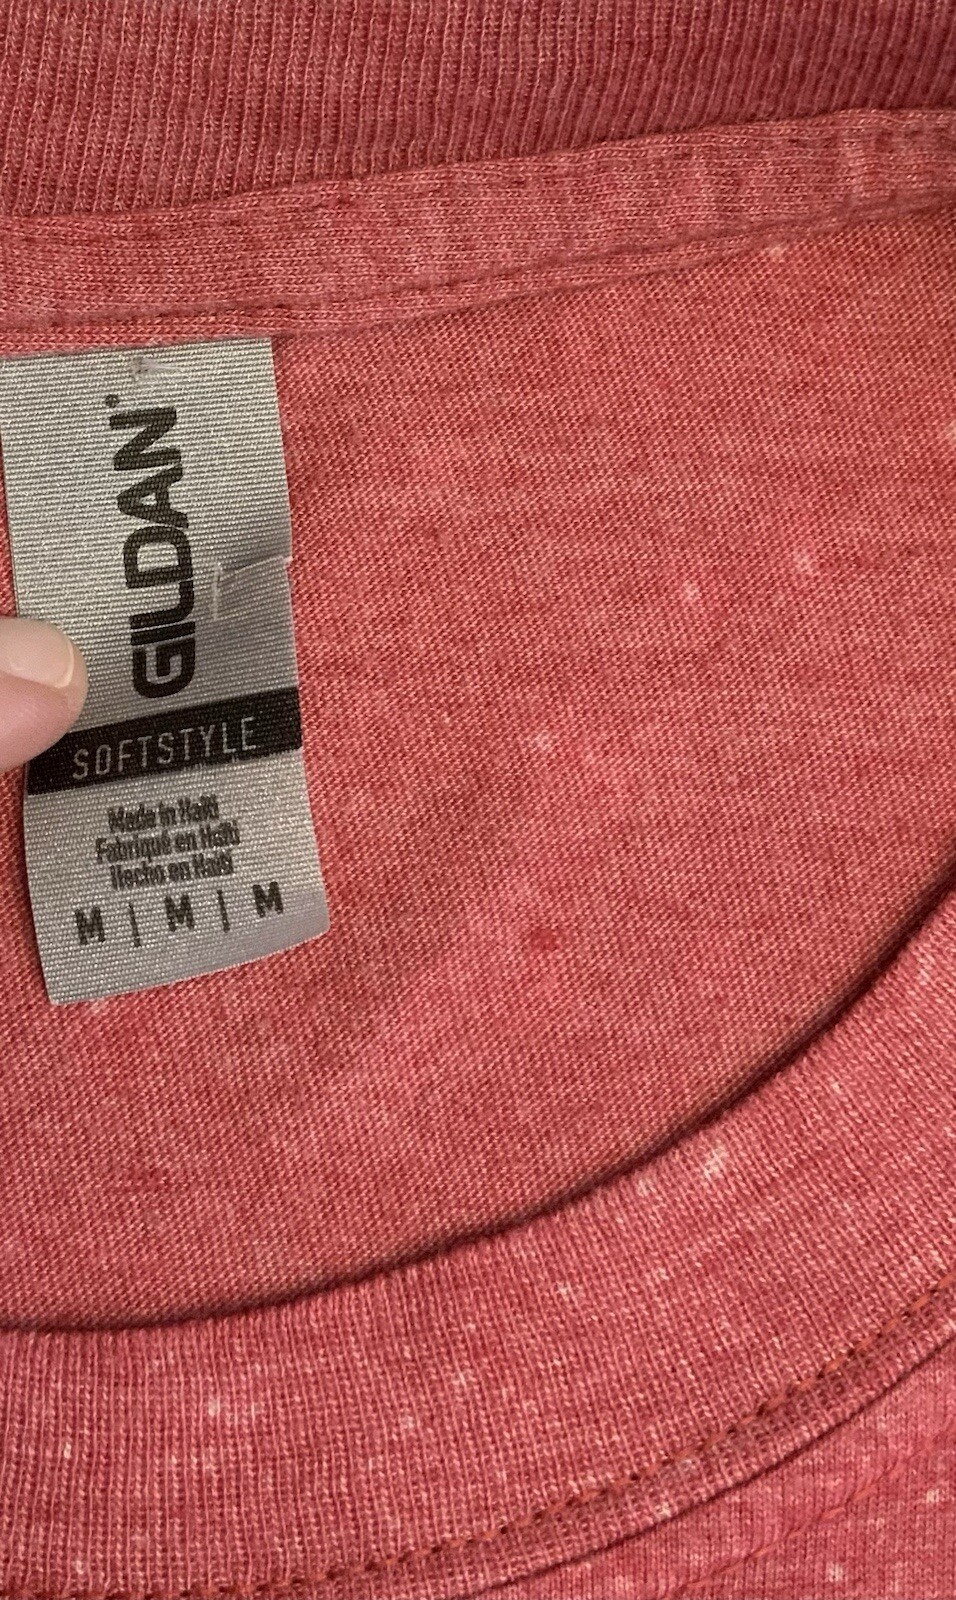 GILDAN®
SOFTSTYLE
Made in Haiti
Fabriqué en Haïti
Hecho en Haití
M | M | M